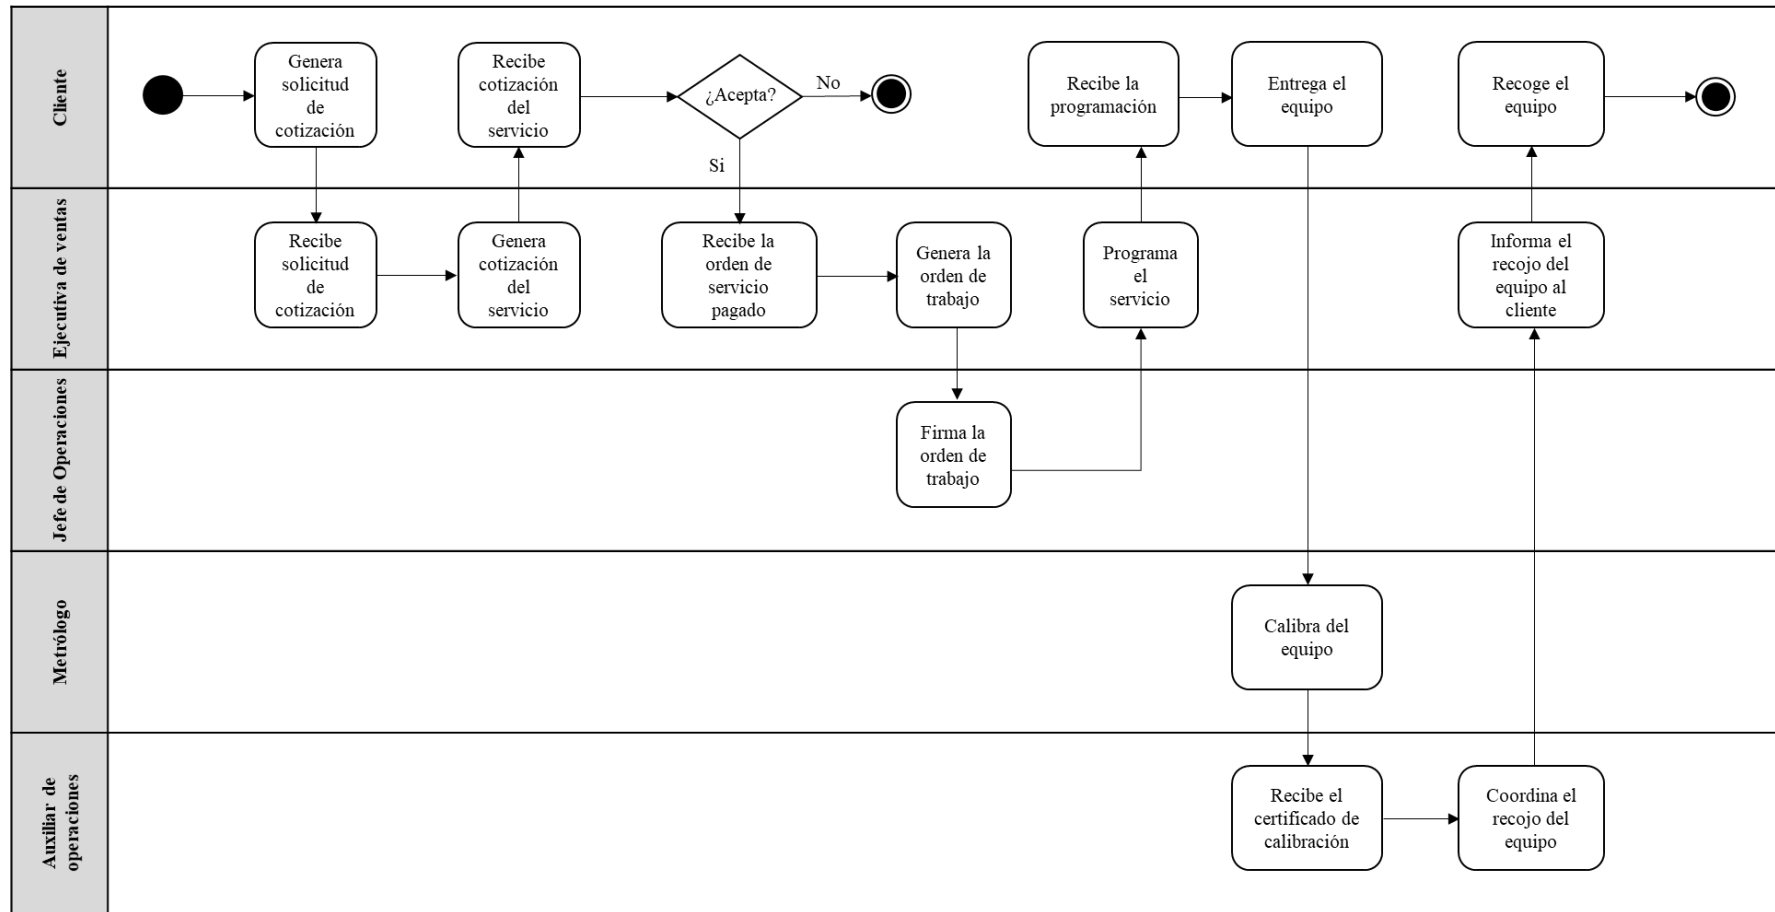 Cliente
Genera
solicitud
de
cotización
Recibe
cotización
del
servicio
¿Acepta?
No
Si
Recibe la
programación
Entrega el
equipo
Recoge el
equipo
Ejecutiva de ventas
Recibe
solicitud
de
cotización
Genera
cotización
del
servicio
Recibe la
orden de
servicio
pagado
Genera la
orden de
trabajo
Programa
el
servicio
Informa el
recojo del
equipo al
cliente
Jefe de Operaciones
Firma la
orden de
trabajo
Metrólogo
Calibra del
equipo
Auxiliar de
operaciones
Recibe el
certificado de
calibración
Coordina el
recojo del
equipo